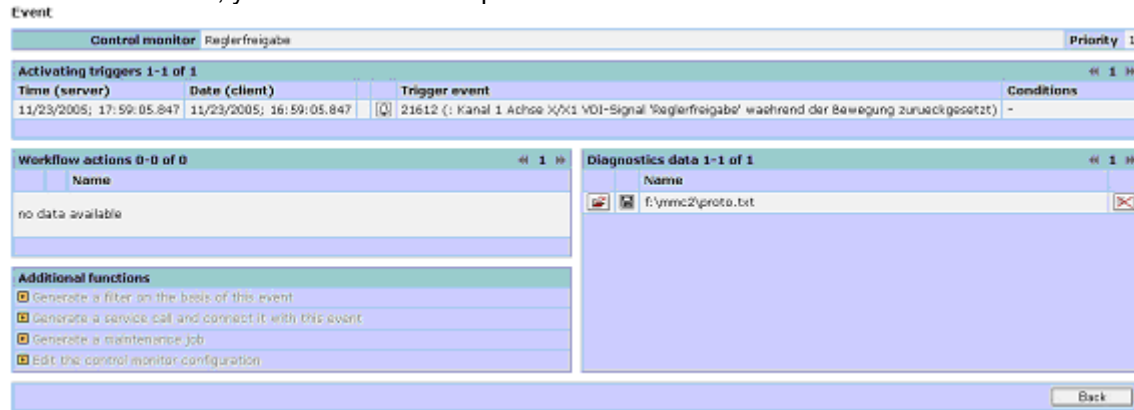 Event
Control monitor Reglerfreigabe Priority 1
Activating triggers 1-1 of 1 1
Time (server) Date (client) Trigger event Conditions
11/23/2005; 17:59:05.847 11/23/2005; 16:59:05.847 21612 (: Kanal 1 Achse X/X1 VDI-Signal 'Reglerfreigabe' waehrend der Bewegung zurueckgesetzt) -
Workflow actions 0-0 of 0 1
Name
no data available
Diagnostics data 1-1 of 1 1
Name
f:\mmc2\proto.txt
Additional functions
Generate a filter on the basis of this event
Generate a service call and connect it with this event
Generate a maintenance job
Edit the control monitor configuration
Back